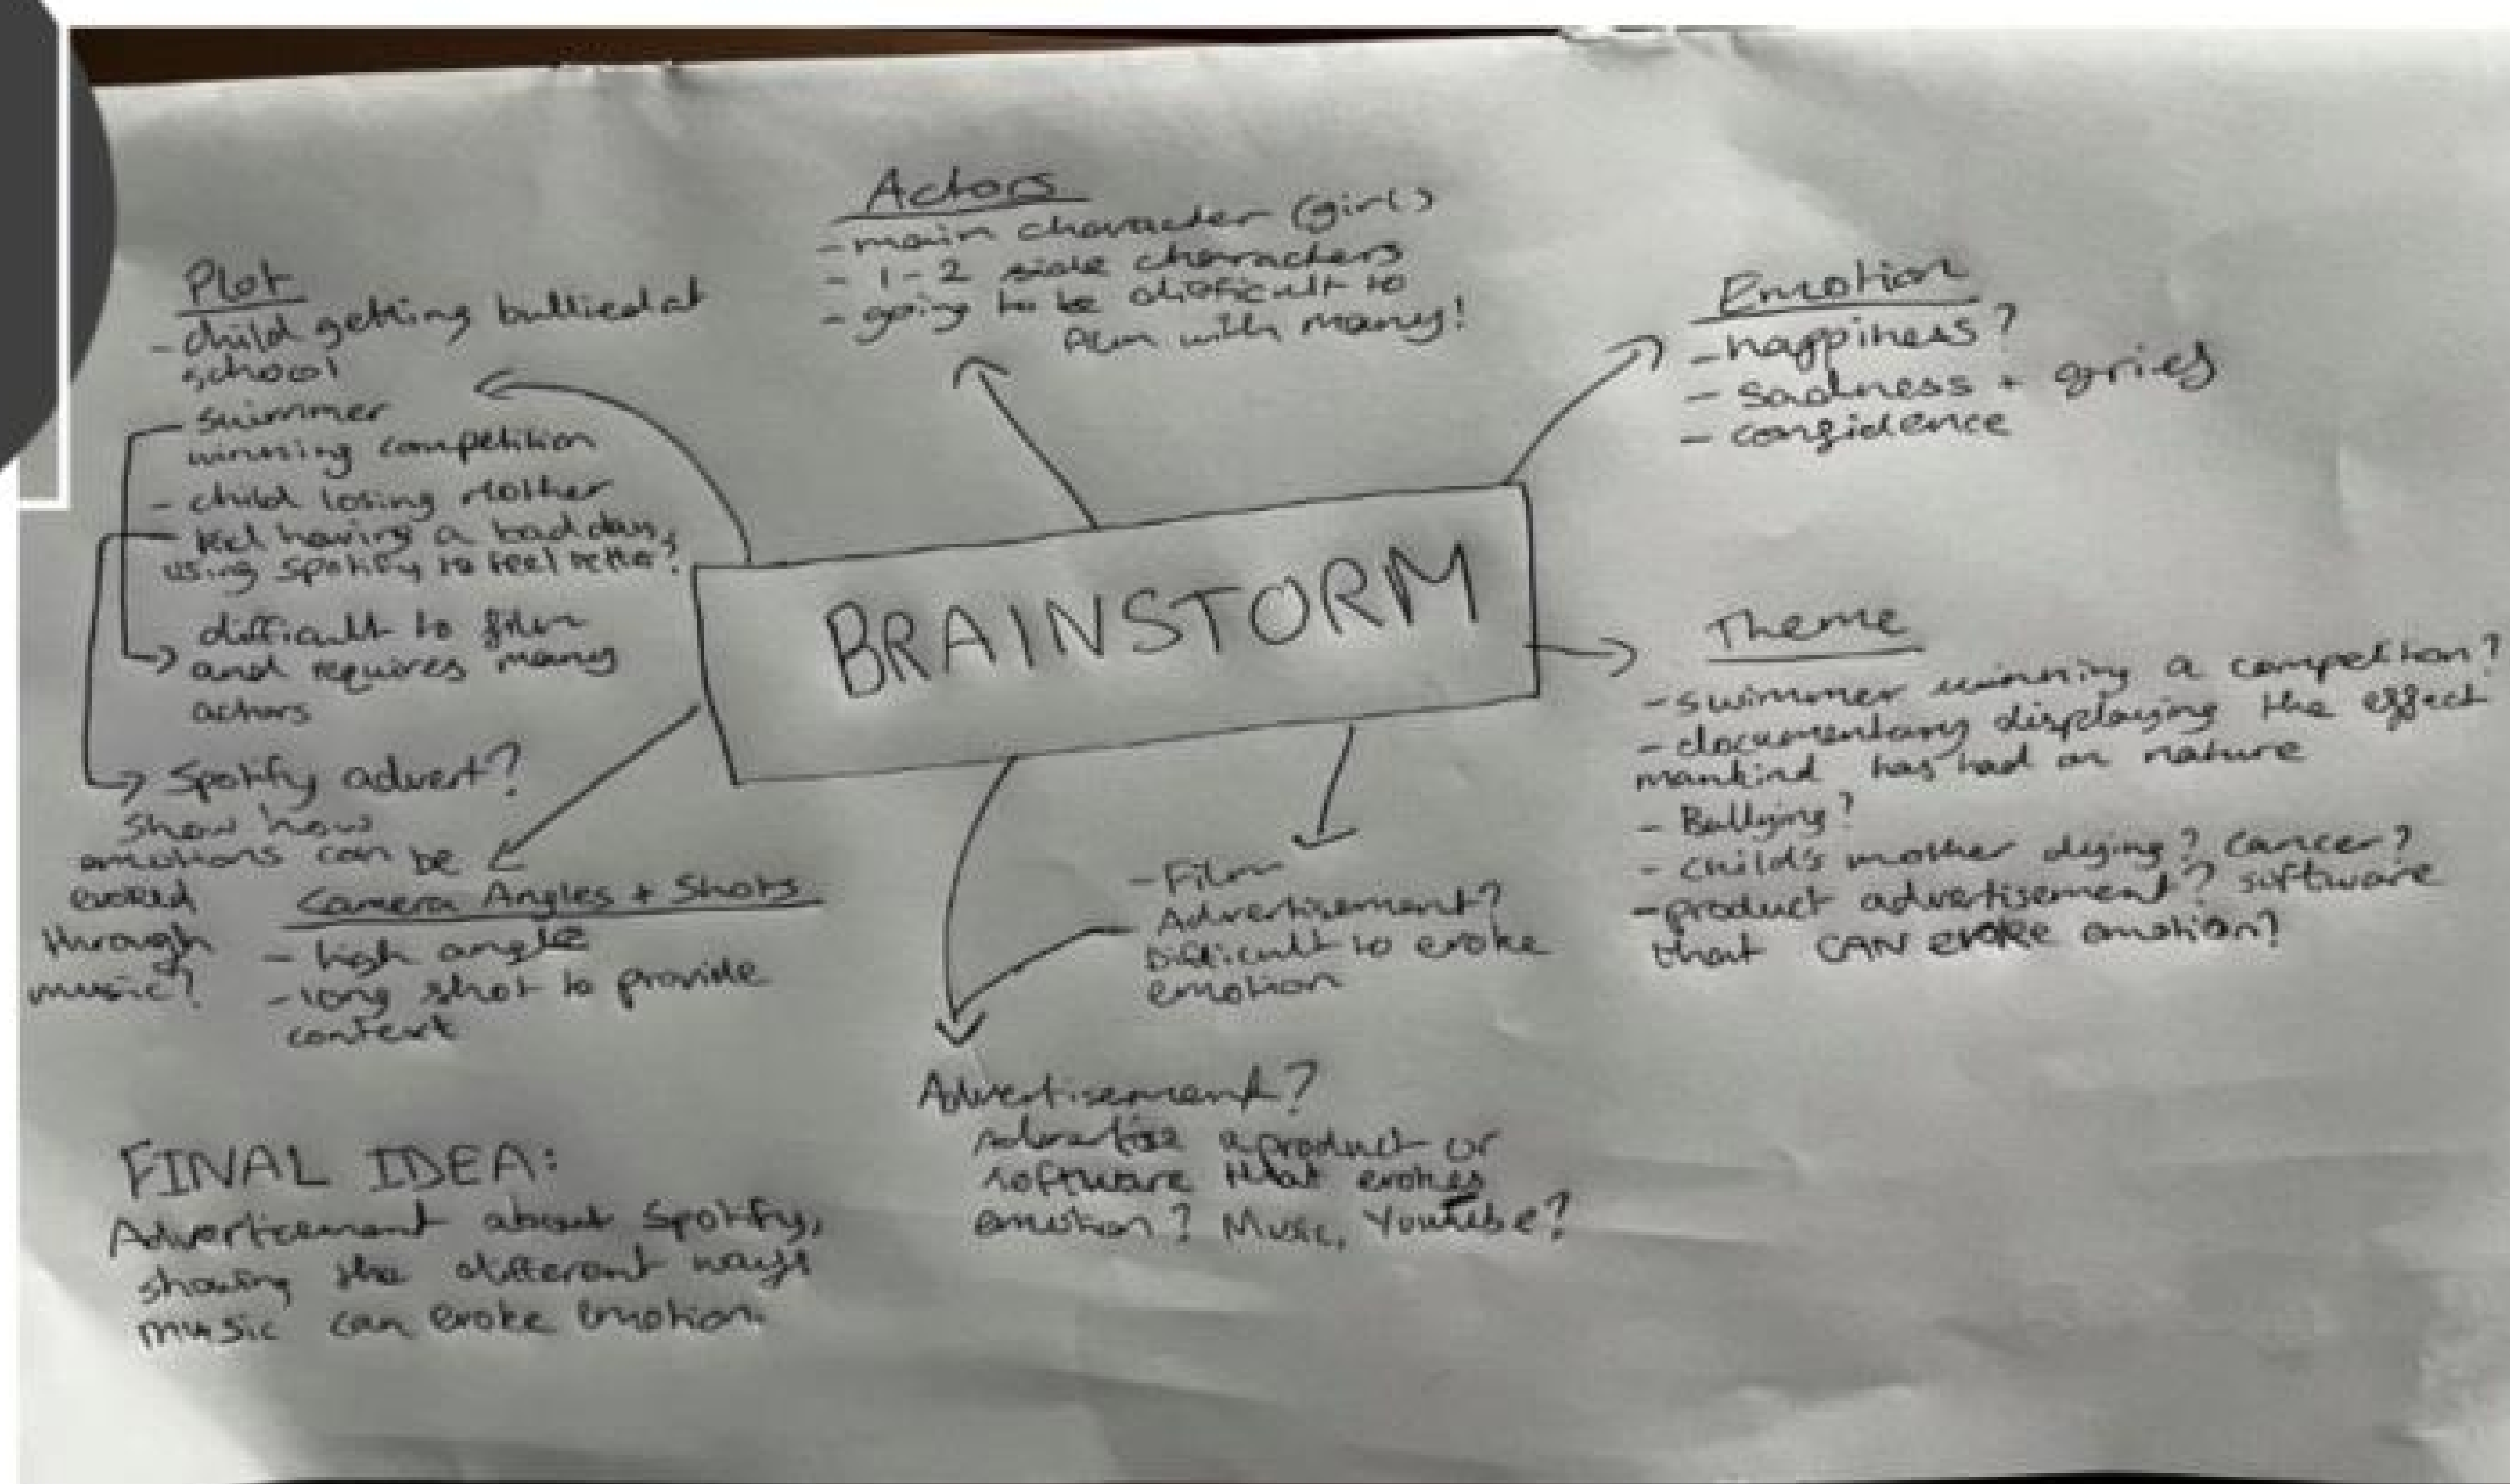 Plot
- child getting bullied at
school
- swimmer
winning competition
- child losing mother
- kid having a bad day,
using spotify to feel better?
difficult to film
and requires many
actors
Spotify advert?
show how
emotions can be
evoked
through
music?
Actors
- main character (girl)
- 1-2 side characters
- going to be difficult to
film with many!
Emotion
- happiness?
- sadness + grief
- confidence
BRAINSTORM
Theme
- swimmer winning a competition?
- documentary displaying the effect
mankind has had on nature
- Bullying?
- child's mother dying? Cancer?
- product advertisement? software
that CAN evoke emotion?
Camera Angles + Shots
- high angle
- long shot to provide
context
- Film
Advertisement?
Difficult to evoke
emotion
Advertisement?
advertise a product or
software that evokes
emotion? Music, YouTube?
FINAL IDEA:
Advertisement about Spotify,
showing the different ways
music can evoke emotion.